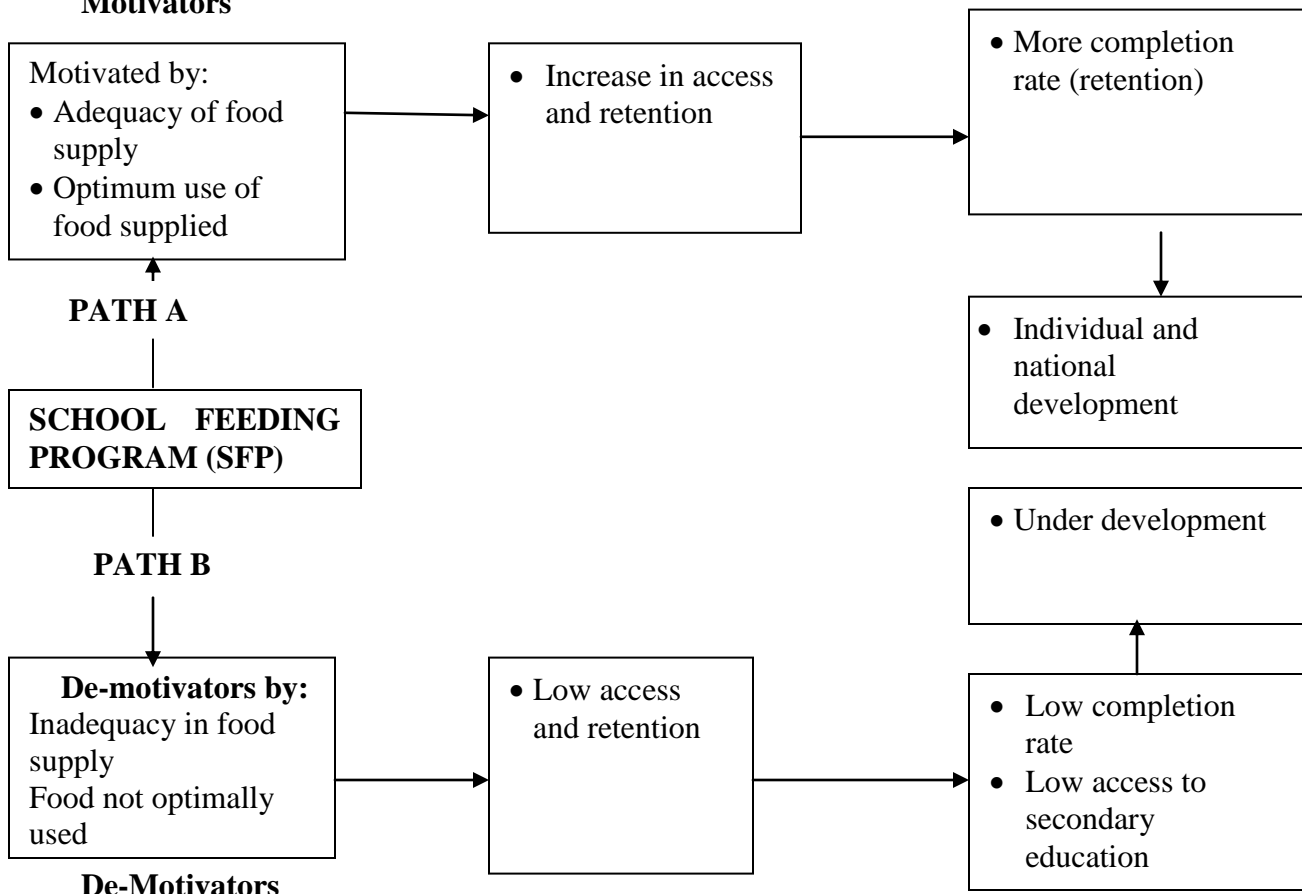 Motivators
Motivated by:
• Adequacy of food
supply
• Optimum use of
food supplied
• Increase in access
and retention
• More completion
rate (retention)
PATH A
• Individual and
national
development
SCHOOL FEEDING
PROGRAM (SFP)
• Under development
PATH B
De-motivators by:
Inadequacy in food
supply
Food not optimally
used
• Low access
and retention
• Low completion
rate
• Low access to
secondary
education
De-Motivators